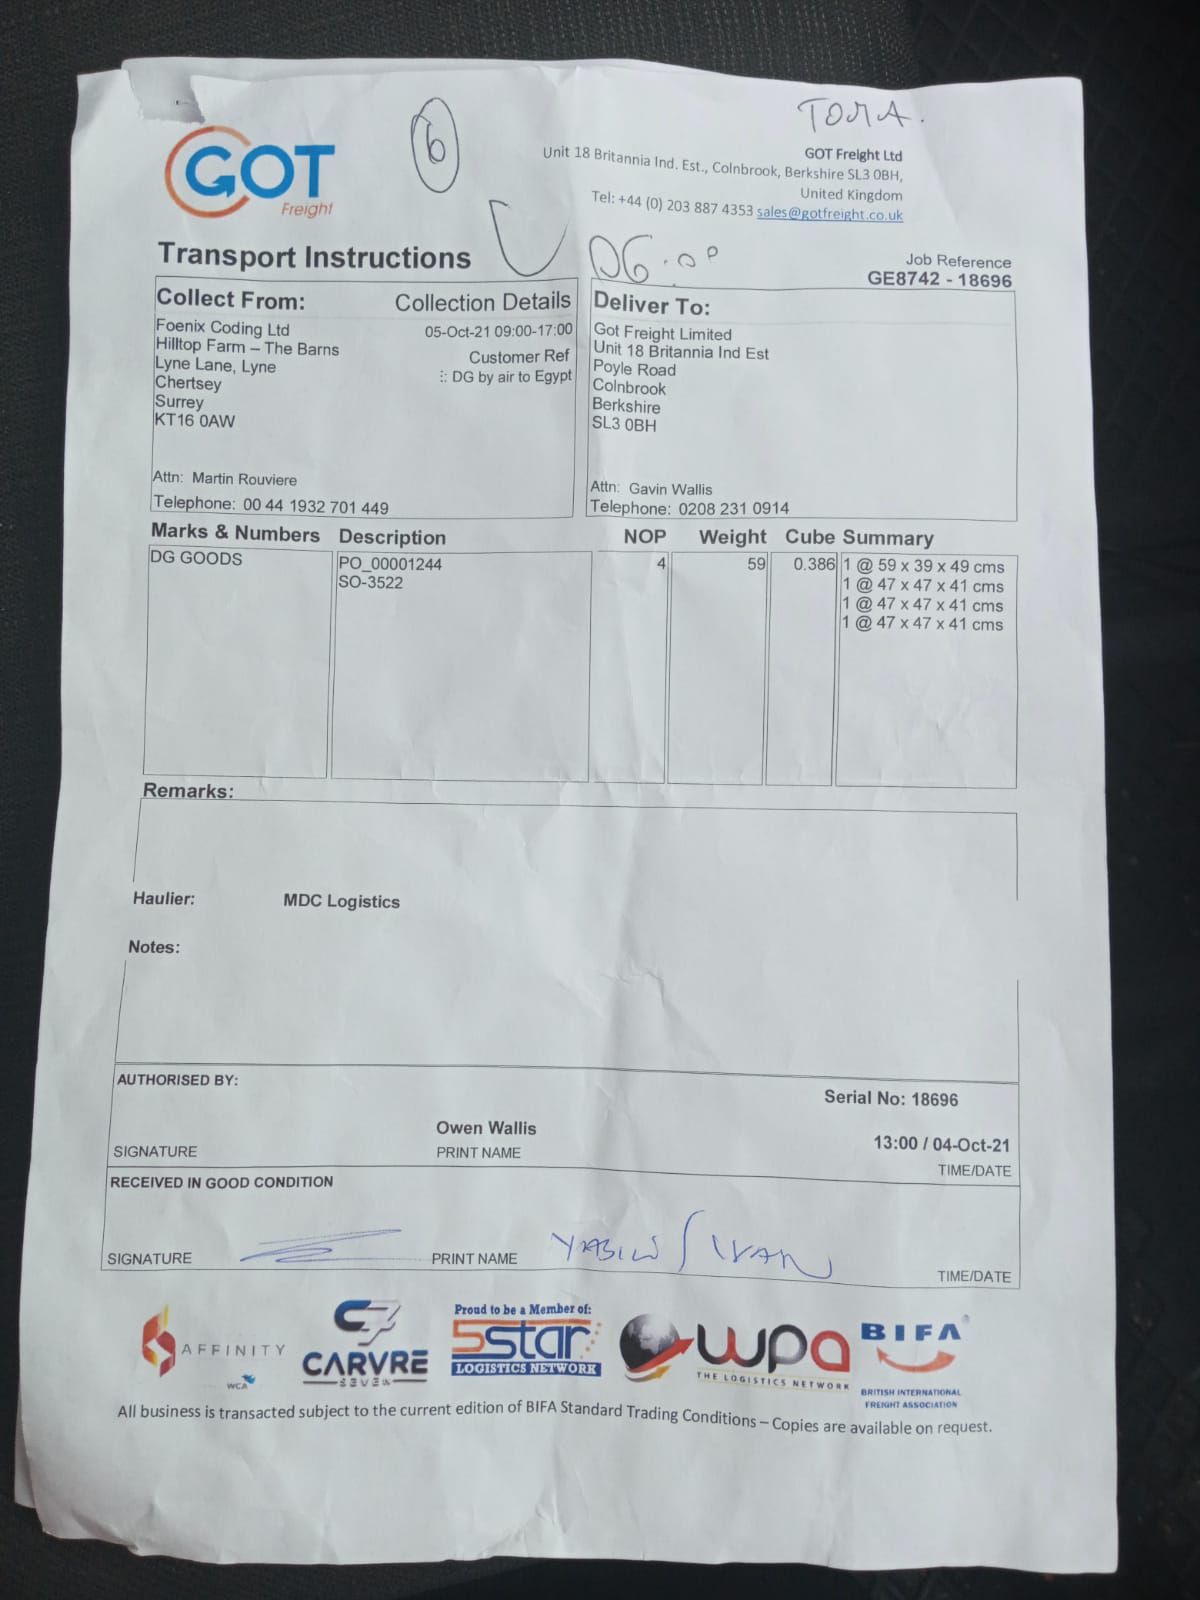 TOMA.
6
GOT
Freight
GOT Freight Ltd
Unit 18 Britannia Ind. Est., Colnbrook, Berkshire SL3 0BH,
United Kingdom
Tel: +44 (0) 203 887 4353 sales@gotfreight.co.uk
Transport Instructions
Job Reference
GE8742 - 18696
Collect From: Collection Details
Foenix Coding Ltd 05-Oct-21 09:00-17:00
Hilltop Farm – The Barns Customer Ref
Lyne Lane, Lyne :: DG by air to Egypt
Chertsey
Surrey
KT16 0AW
Attn: Martin Rouviere
Telephone: 00 44 1932 701 449
Deliver To:
Got Freight Limited
Unit 18 Britannia Ind Est
Poyle Road
Colnbrook
Berkshire
SL3 0BH
Attn: Gavin Wallis
Telephone: 0208 231 0914
Marks & Numbers Description NOP Weight Cube Summary
DG GOODS PO_00001244 4 59 0.386 1 @ 59 x 39 x 49 cms
SO-3522 1 @ 47 x 47 x 41 cms
1 @ 47 x 47 x 41 cms
1 @ 47 x 47 x 41 cms
Remarks:
Haulier: MDC Logistics
Notes:
AUTHORISED BY:
Serial No: 18696
Owen Wallis 13:00 / 04-Oct-21
SIGNATURE PRINT NAME TIME/DATE
RECEIVED IN GOOD CONDITION
SIGNATURE PRINT NAME TIME/DATE
AFFINITY
WCA
CARVRE
SEVEN
Proud to be a Member of:
5star
LOGISTICS NETWORK
wpa
THE LOGISTICS NETWORK
BIFA
BRITISH INTERNATIONAL
FREIGHT ASSOCIATION
All business is transacted subject to the current edition of BIFA Standard Trading Conditions – Copies are available on request.